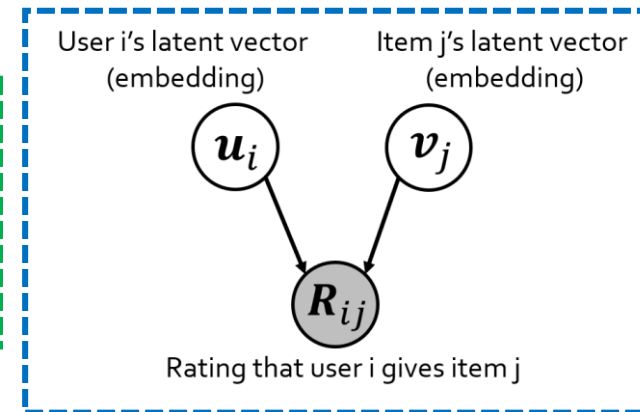 User i's latent vector Item j's latent vector
(embedding) (embedding)
u_i v_j
R_ij
Rating that user i gives item j